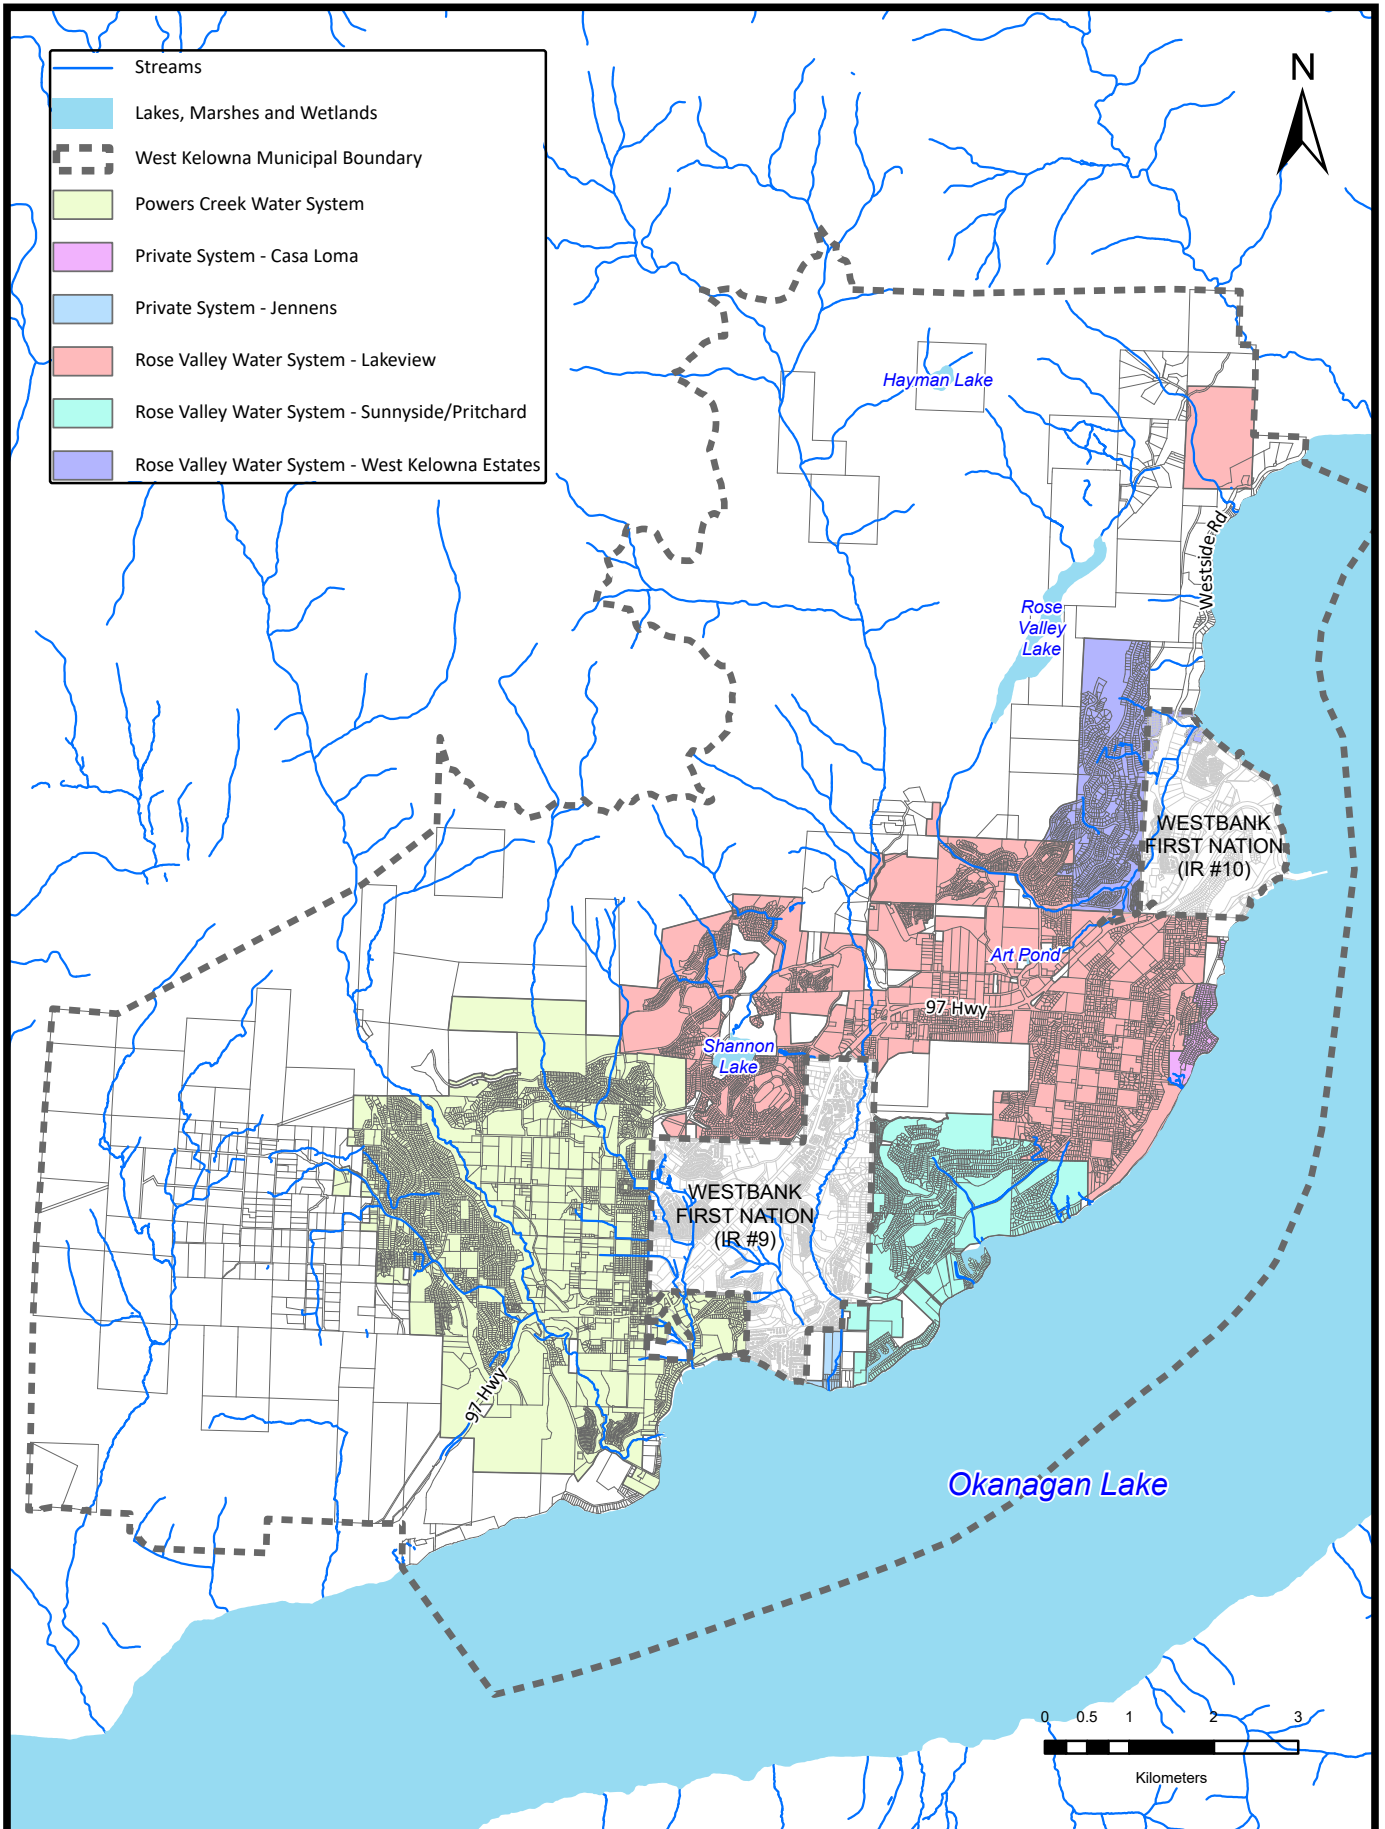 Streams
Lakes, Marshes and Wetlands
West Kelowna Municipal Boundary
Powers Creek Water System
Private System - Casa Loma
Private System - Jennens
Rose Valley Water System - Lakeview
Rose Valley Water System - Sunnyside/Pritchard
Rose Valley Water System - West Kelowna Estates
N
Hayman Lake
Westside Rd
Rose
Valley
Lake
WESTBANK
FIRST NATION
(IR #10)
Art Pond
97 Hwy
Shannon
Lake
WESTBANK
FIRST NATION
(IR #9)
97 Hwy
Okanagan Lake
0 0.5 1 2 3
Kilometers